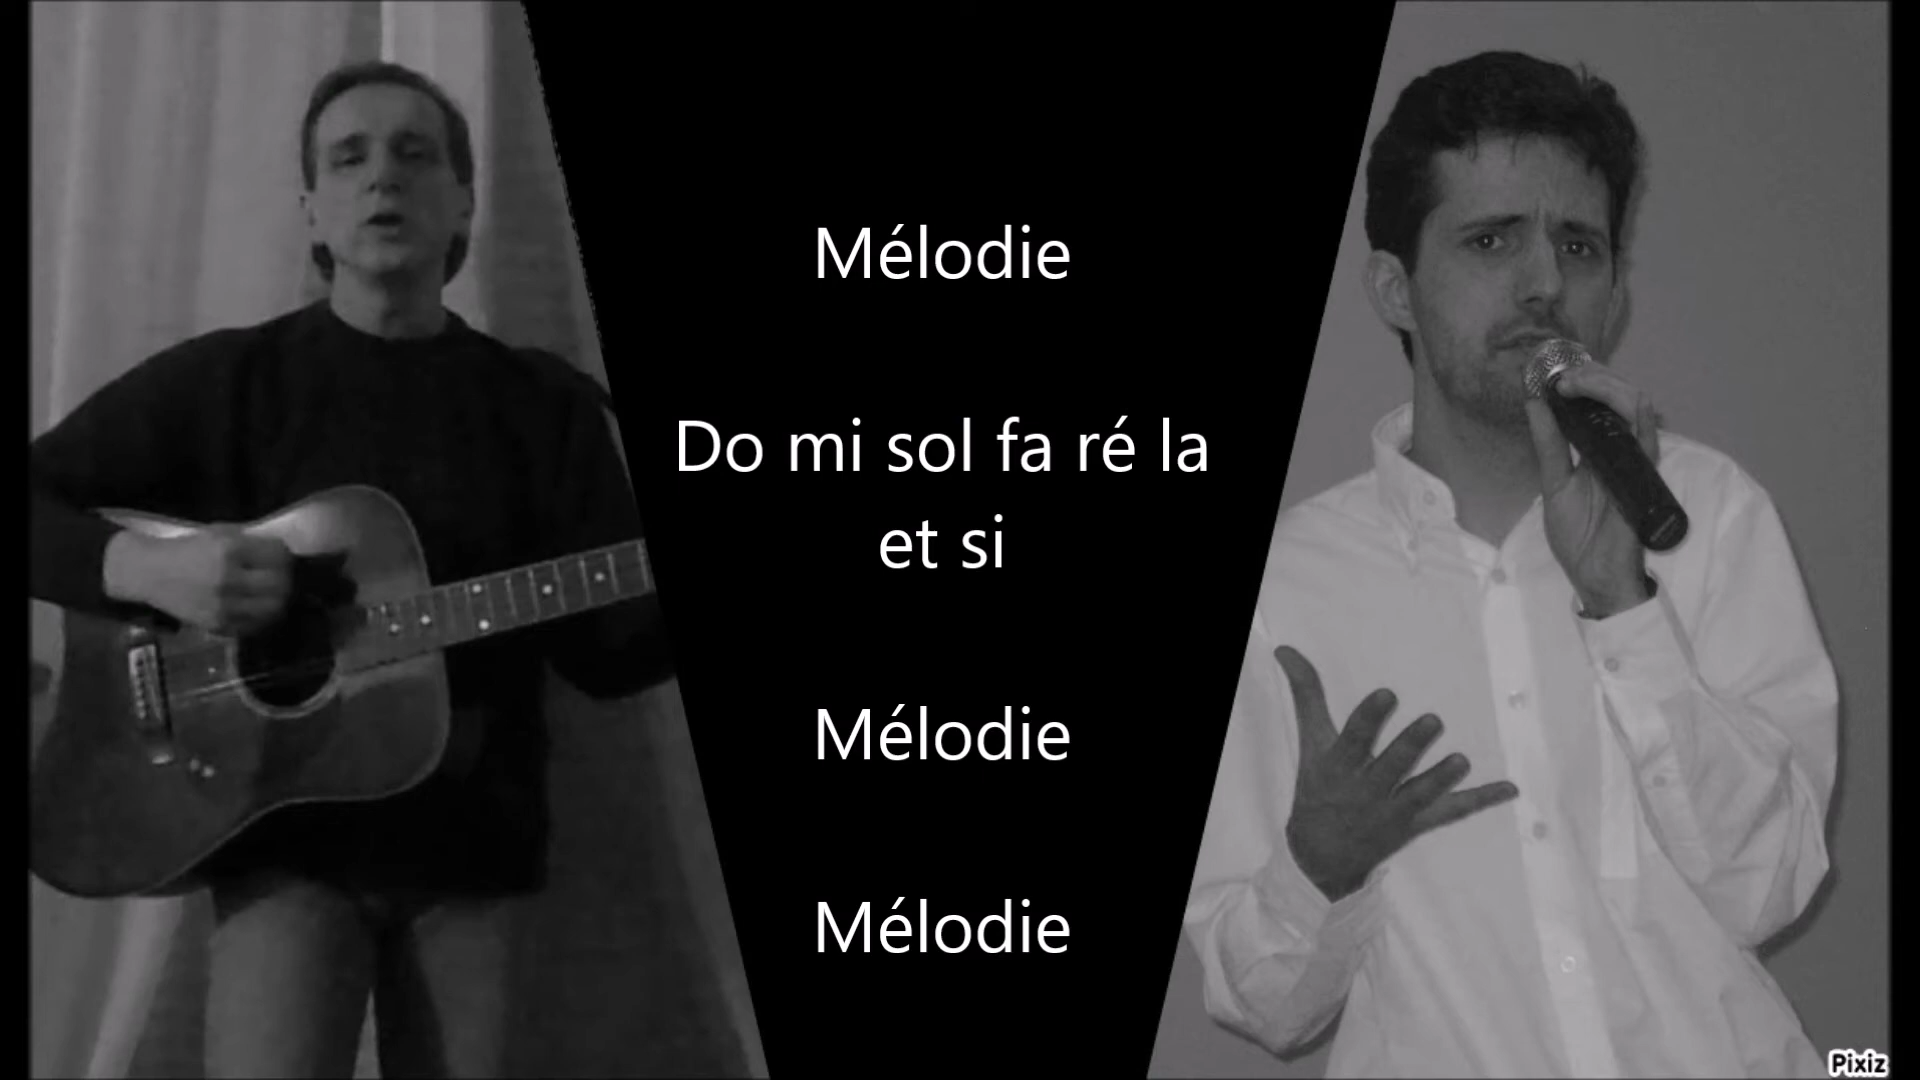 Mélodie
Do mi sol fa ré la
et si
Mélodie
Mélodie
Pixiz